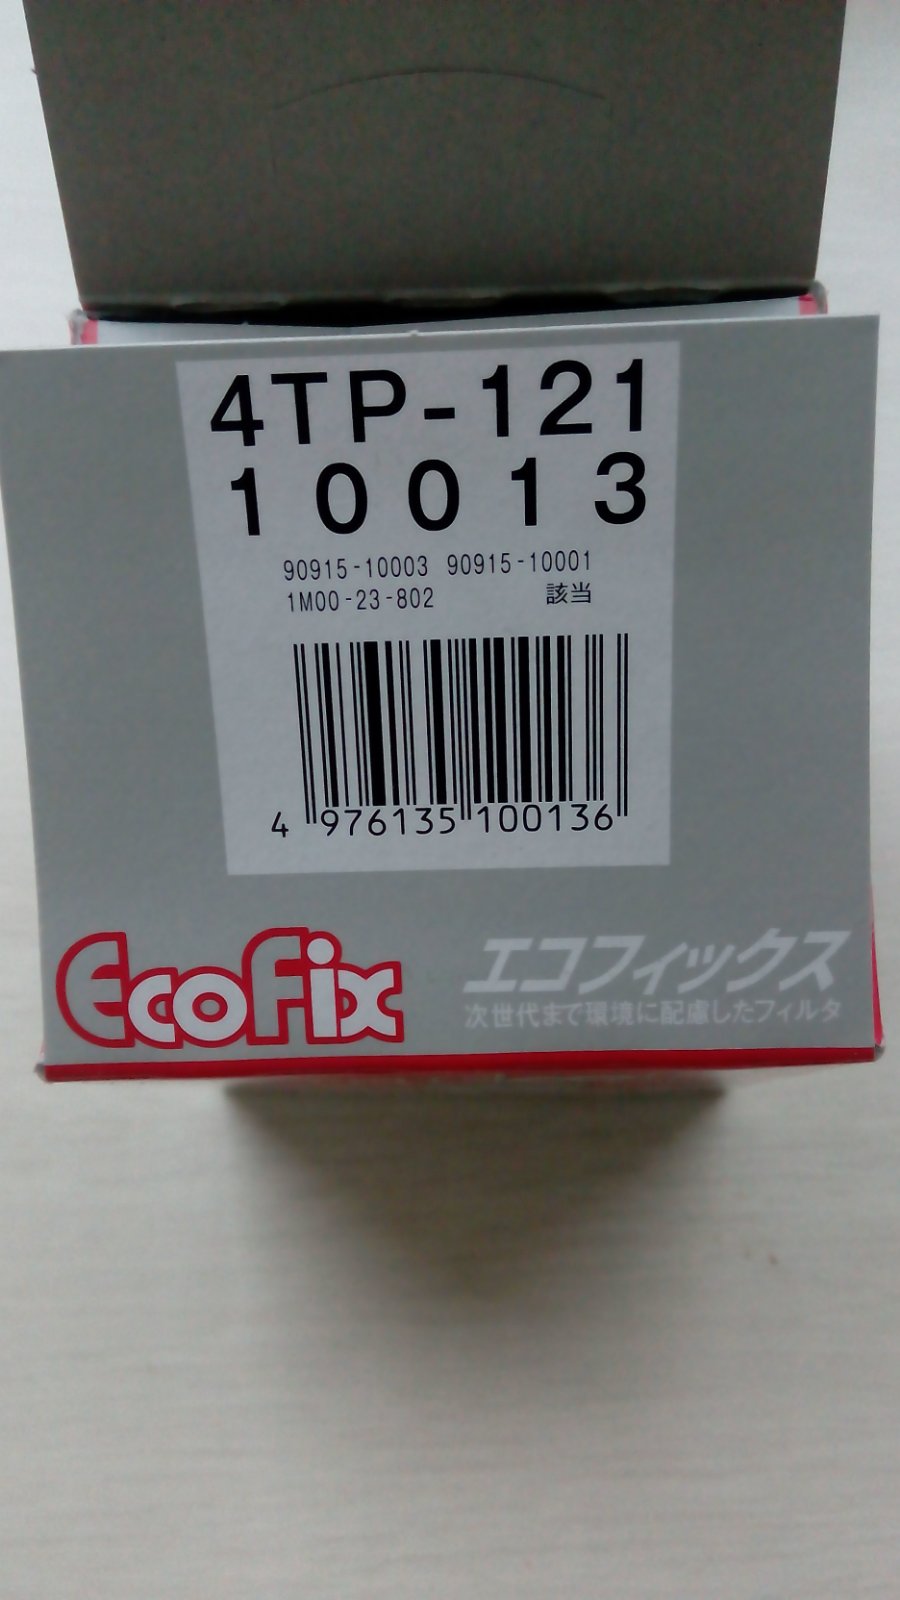 4TP-121
10013
90915-10003 90915-10001
1M00-23-802 該当
4 976135 100136
EcoFix
エコフィックス
次世代まで環境に配慮したフィルタ